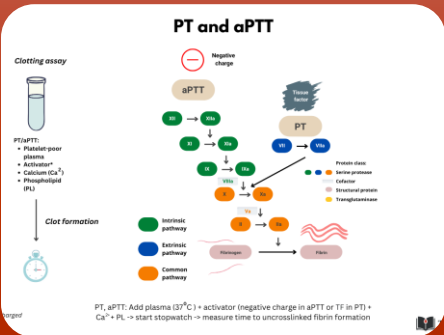 PT and aPTT
Clotting assay
Negative
charge
aPTT
Tissue
factor
PT
XII
XIIa
VII
VIIa
XI
XIa
IX
IXa
VIIIa
X
Xa
Va
II
IIa
Fibrinogen
Fibrin
PT/aPTT:
• Platelet-poor
plasma
• Activator*
• Calcium (Ca²)
• Phospholipid
(PL)
Clot formation
Protein class:
Serine protease
Cofactor
Structural protein
Transglutaminase
Intrinsic
pathway
Extrinsic
pathway
Common
pathway
PT, aPTT: Add plasma (37°C ) + activator (negative charge in aPTT or TF in PT) +
Ca²⁺ + PL -> start stopwatch -> measure time to uncrosslinked fibrin formation